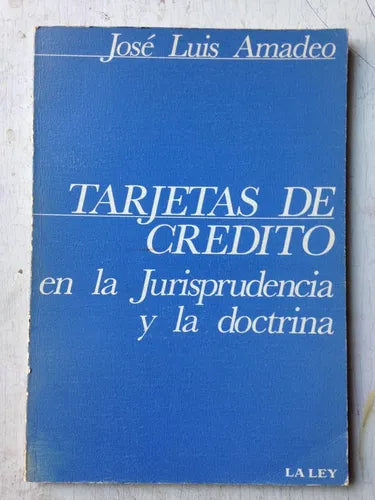 José Luis Amadeo
TARJETAS DE
CREDITO
en la Jurisprudencia
y la doctrina
LA LEY